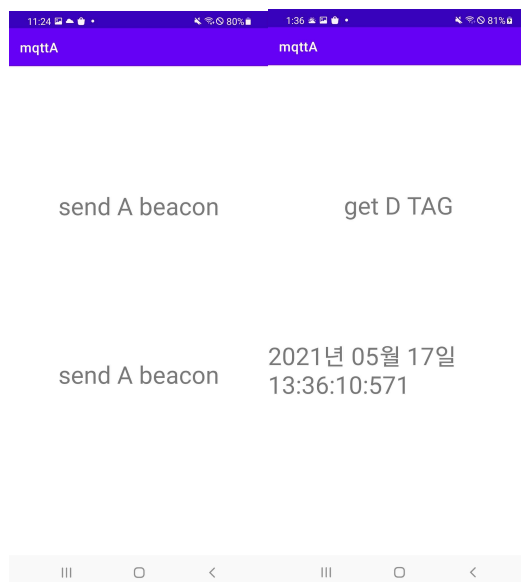 11:24 80%
mqttA
send A beacon
send A beacon
1:36 81%
mqttA
get D TAG
2021년 05월 17일
13:36:10:571